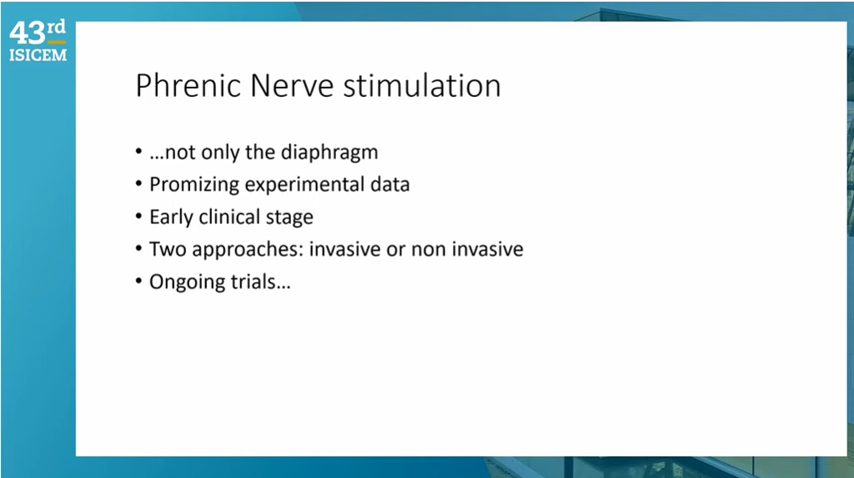 43rd
ISICEM
Phrenic Nerve stimulation
• ...not only the diaphragm
• Promizing experimental data
• Early clinical stage
• Two approaches: invasive or non invasive
• Ongoing trials...